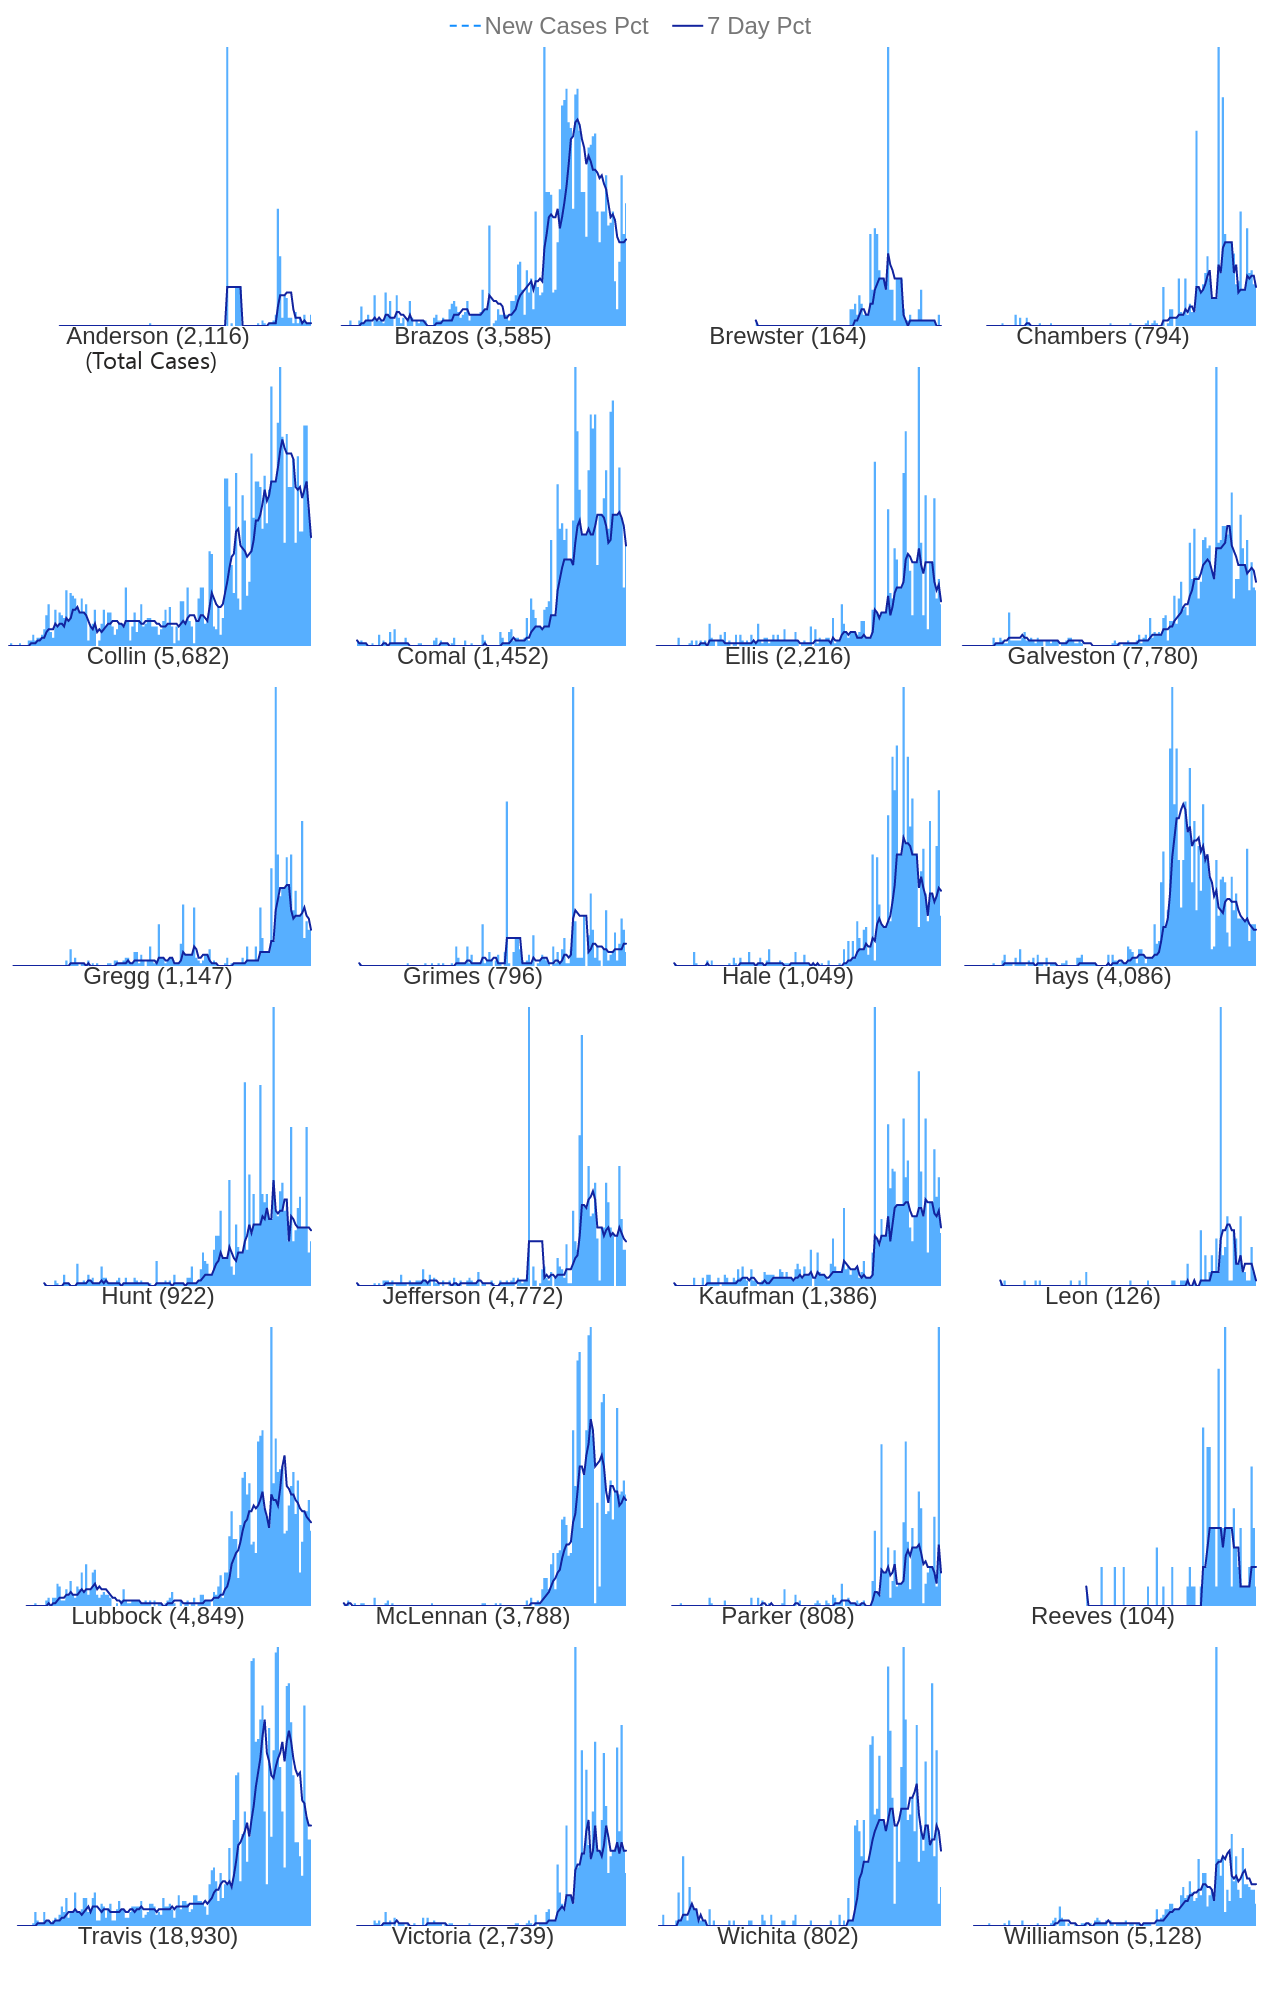 New Cases Pct 7 Day Pct
Anderson (2,116) Brazos (3,585) Brewster (164) Chambers (794)
(Total Cases)
Collin (5,682) Comal (1,452) Ellis (2,216) Galveston (7,780)
Gregg (1,147) Grimes (796) Hale (1,049) Hays (4,086)
Hunt (922) Jefferson (4,772) Kaufman (1,386) Leon (126)
Lubbock (4,849) McLennan (3,788) Parker (808) Reeves (104)
Travis (18,930) Victoria (2,739) Wichita (802) Williamson (5,128)